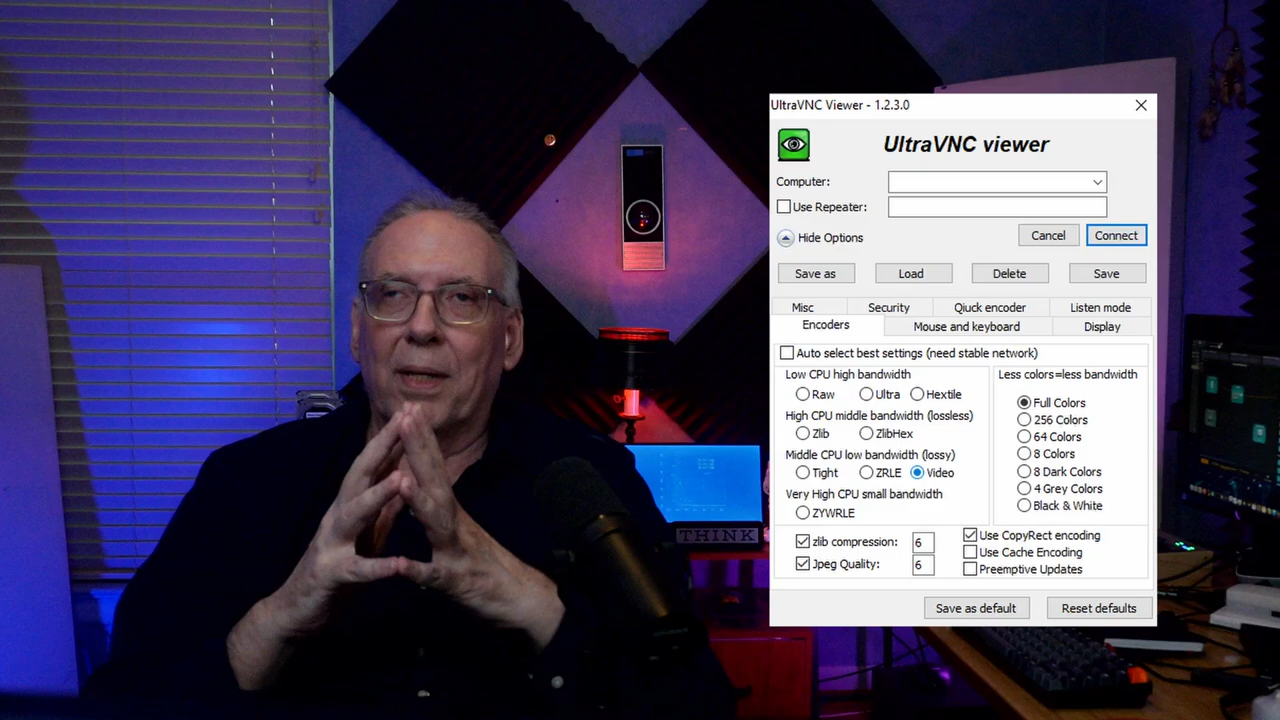 UltraVNC Viewer - 1.2.3.0
UltraVNC viewer
Computer:
Use Repeater:
Hide Options
Cancel
Connect
Save as
Load
Delete
Save
Misc
Security
Qiuck encoder
Listen mode
Encoders
Mouse and keyboard
Display
Auto select best settings (need stable network)
Low CPU high bandwidth
Raw
Ultra
Hextile
High CPU middle bandwidth (lossless)
Zlib
ZlibHex
Middle CPU low bandwidth (lossy)
Tight
ZRLE
Video
Very High CPU small bandwidth
ZYWRLE
Less colors=less bandwidth
Full Colors
256 Colors
64 Colors
8 Colors
8 Dark Colors
4 Grey Colors
Black & White
zlib compression:
6
Jpeg Quality:
6
Use CopyRect encoding
Use Cache Encoding
Preemptive Updates
Save as default
Reset defaults
THINK